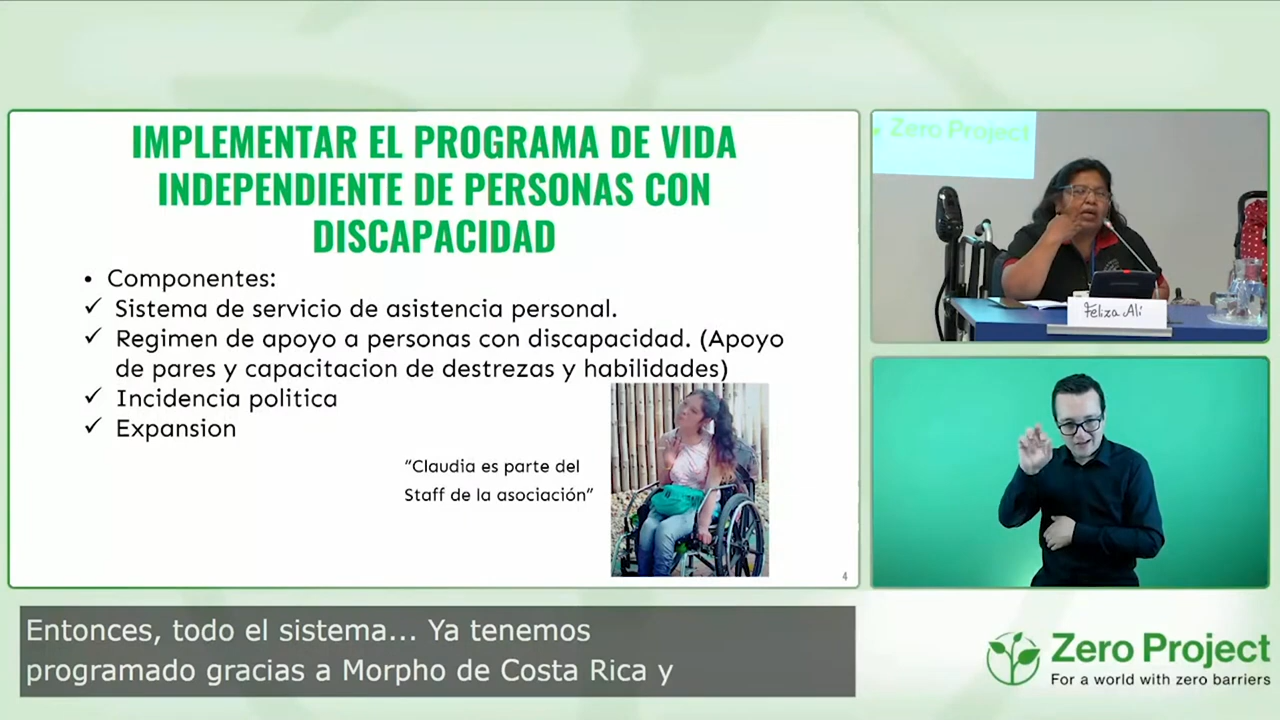 IMPLEMENTAR EL PROGRAMA DE VIDA
INDEPENDIENTE DE PERSONAS CON
DISCAPACIDAD
• Componentes:
✓ Sistema de servicio de asistencia personal.
✓ Regimen de apoyo a personas con discapacidad. (Apoyo
de pares y capacitacion de destrezas y habilidades)
✓ Incidencia politica
✓ Expansion
"Claudia es parte del
Staff de la asociación"
4
Zero Project
Féliza Ali
Entonces, todo el sistema... Ya tenemos
programado gracias a Morpho de Costa Rica y
Zero Project
For a world with zero barriers